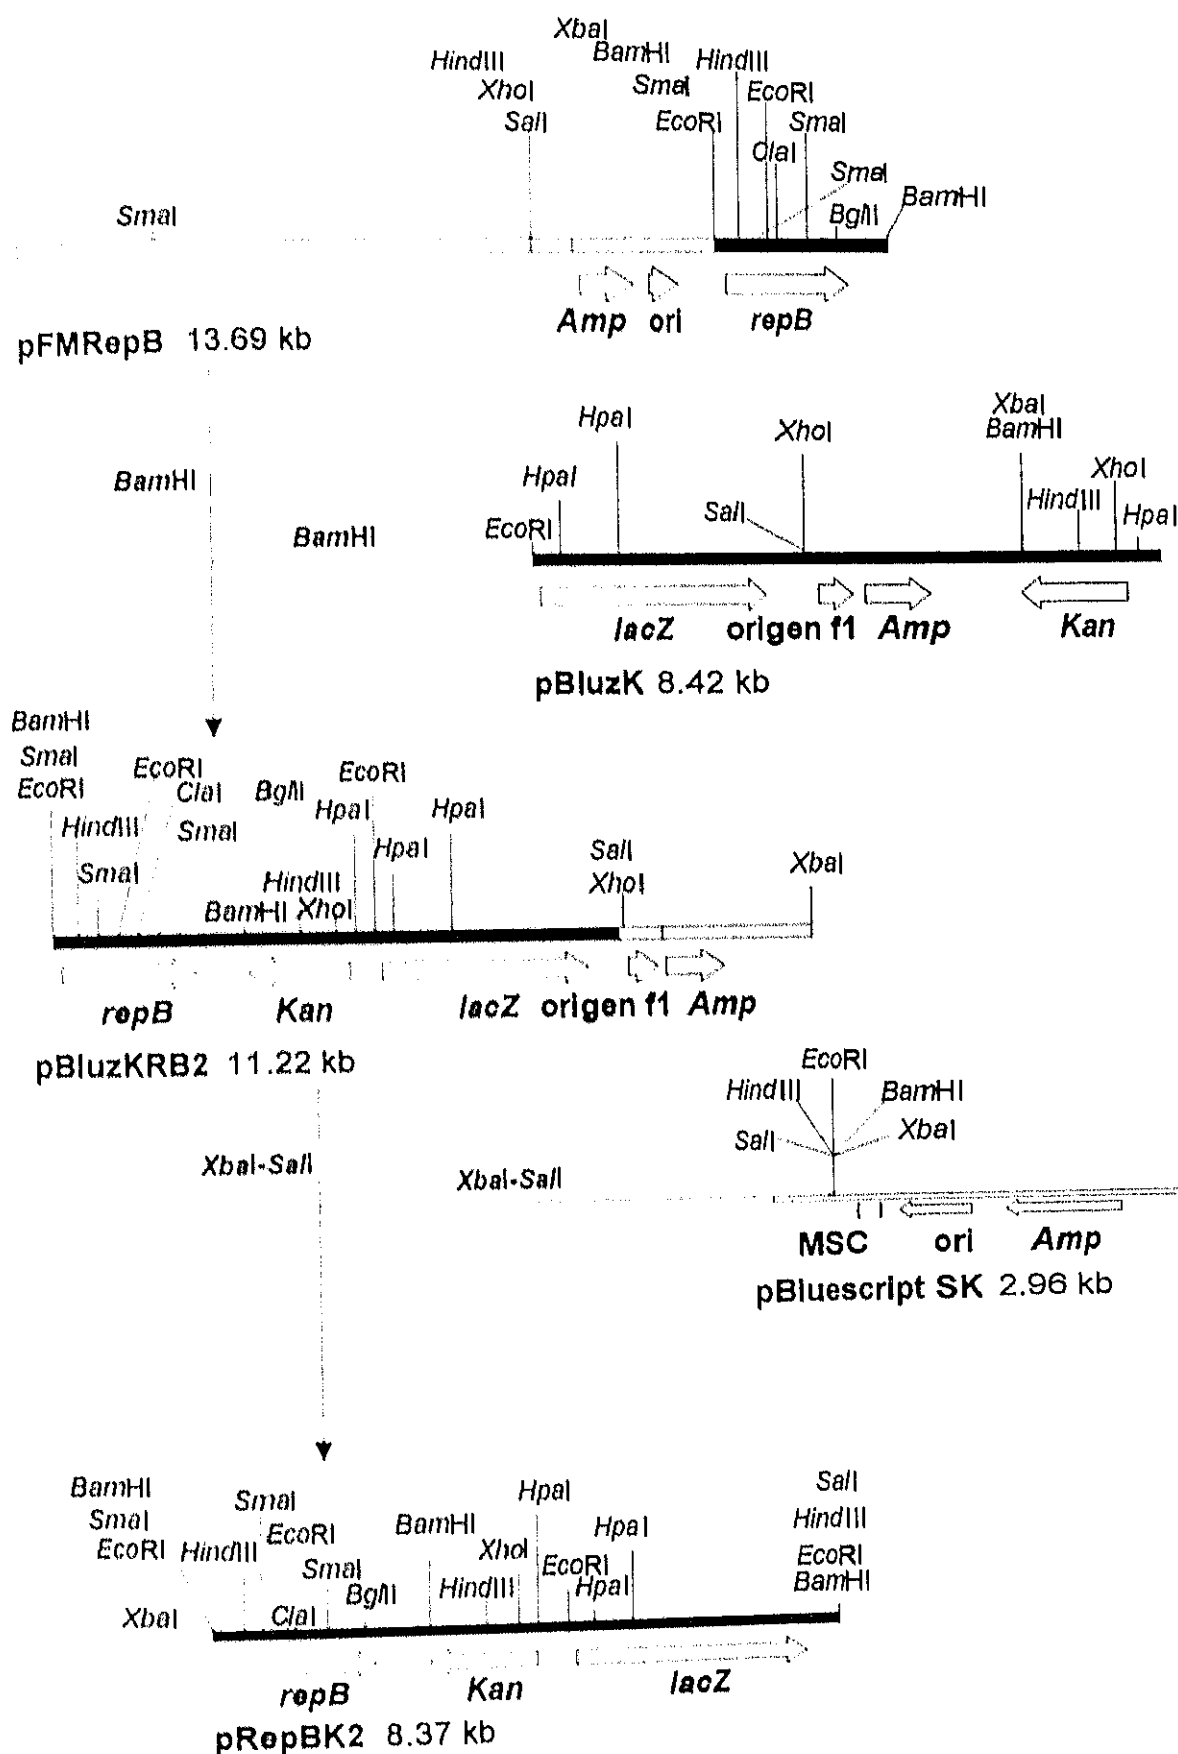 XbaI
HindIII BamHI HindIII
XhoI SmaI EcoRI
SalI EcoRI SmaI
ClaI
SmaI
SmaI BglII BamHI
Amp ori repB
pFMRepB 13.69 kb
XbaI
HpaI XhoI BamHI
BamHI HpaI XhoI
BamHI EcoRI SalI HindIII HpaI
lacZ origen f1 Amp Kan
pBluzK 8.42 kb
BamHI
SmaI EcoRI EcoRI
EcoRI ClaI BglII HpaI HpaI
HindIII SmaI HpaI SalI
SmaI HindIII XhoI XbaI
BamHI XhoI
repB Kan lacZ origen f1 Amp
pBluzKRB2 11.22 kb
EcoRI
HindIII BamHI
SalI XbaI
XbaI-SalI XbaI-SalI
MSC ori Amp
pBluescript SK 2.96 kb
BamHI SmaI HpaI SalI
SmaI EcoRI BamHI HpaI HindIII
EcoRI HindIII SmaI XhoI EcoRI EcoRI
XbaI ClaI BglII HindIII HpaI BamHI
repB Kan lacZ
pRepBK2 8.37 kb